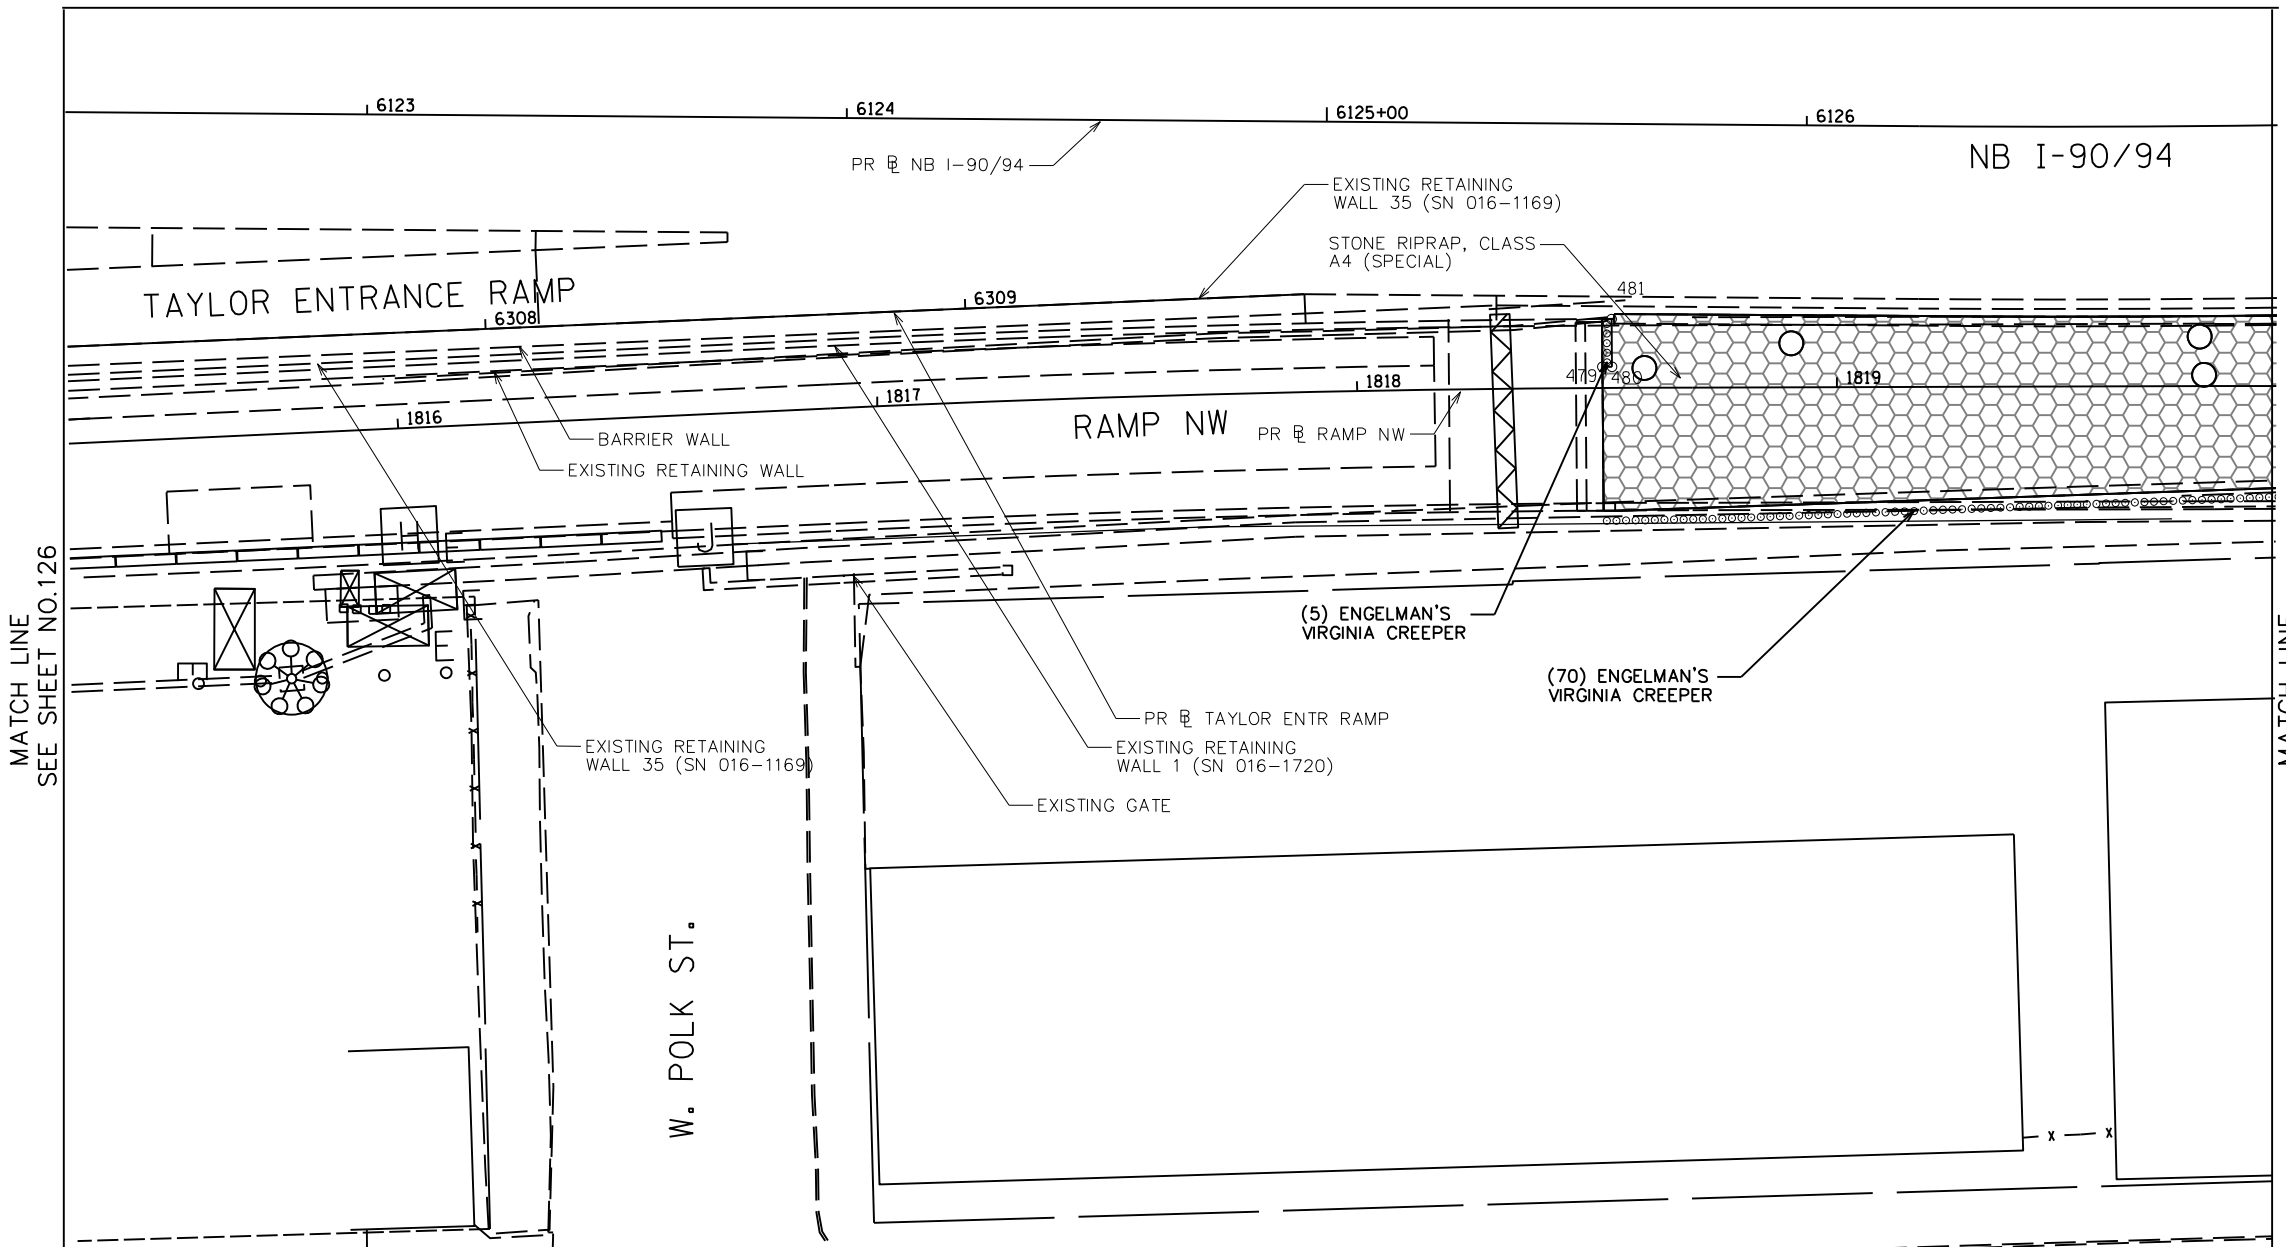 6123
6124
6125+00
6126
PR ⅊ NB I-90/94
NB I-90/94
EXISTING RETAINING
WALL 35 (SN 016-1169)
STONE RIPRAP, CLASS
A4 (SPECIAL)
TAYLOR ENTRANCE RAMP
6308
6309
481
479
480
1816
1817
1818
1819
RAMP NW
PR ⅊ RAMP NW
BARRIER WALL
EXISTING RETAINING WALL
H
J
E
(5) ENGELMAN'S
VIRGINIA CREEPER
(70) ENGELMAN'S
VIRGINIA CREEPER
MATCH LINE
SEE SHEET NO.126
PR ⅊ TAYLOR ENTR RAMP
EXISTING RETAINING
WALL 1 (SN 016-1720)
EXISTING RETAINING
WALL 35 (SN 016-1169)
EXISTING GATE
W. POLK ST.
MATCH LINE